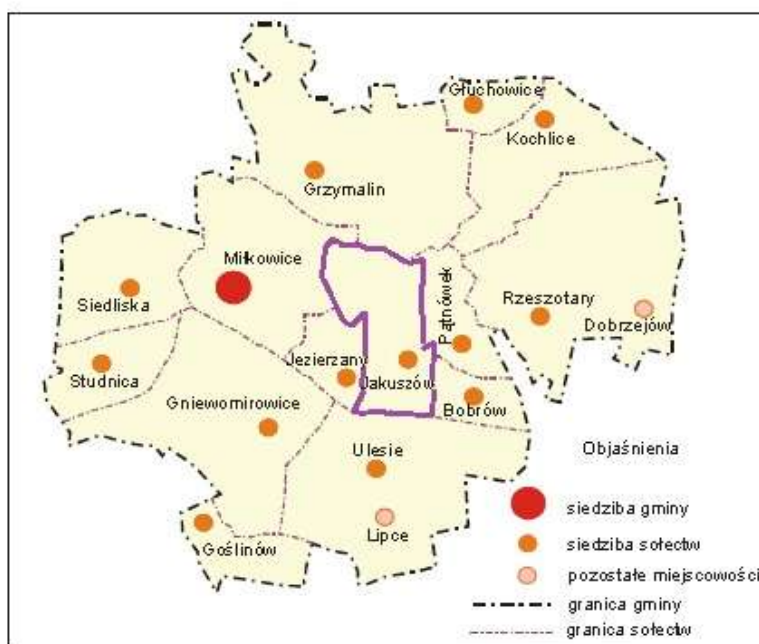 Głuchowice
Kochlice
Grzymalin
Miłkowice
Siedliska
Pątnówek
Rzeszotary
Dobrzejów
Studnica
Jezierzany
Jakuszów
Gniewomirowice
Bobrów
Ulesie
Lipce
Goślinów
Objaśnienia
siedziba gminy
siedziba sołectw
pozostałe miejscowości
granica gminy
granica sołectw